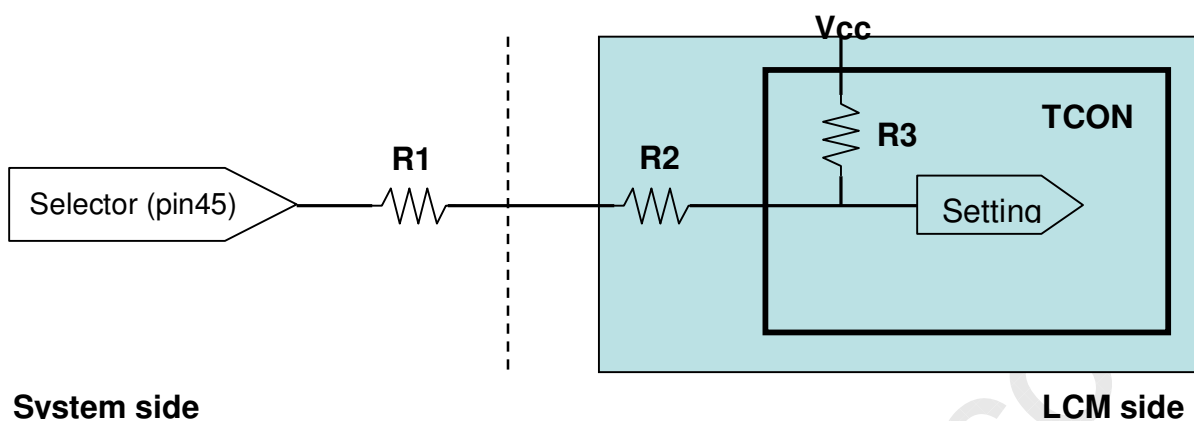 Vcc
TCON
R3
R1
R2
Selector (pin45)
Setting
System side
LCM side